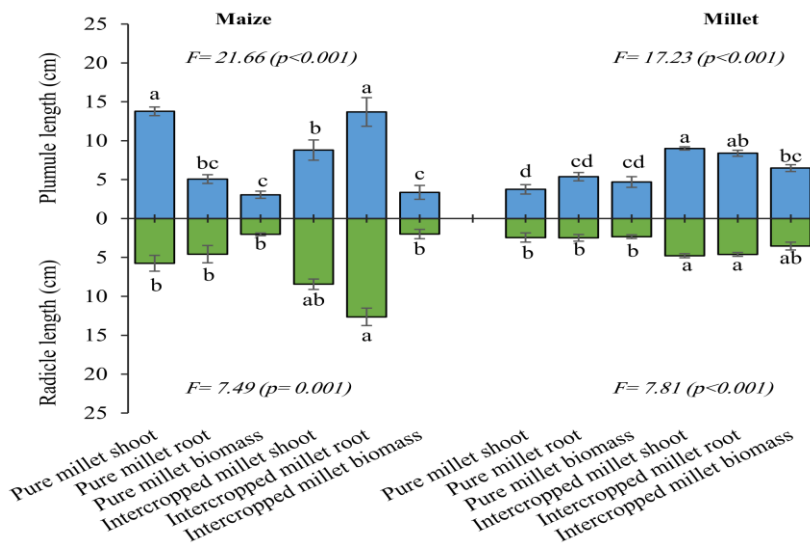 Maize
Millet
F= 21.66 (p<0.001)
F= 17.23 (p<0.001)
Plumule length (cm)
Radicle length (cm)
25
20
15
10
5
0
5
10
15
20
25
a
bc
c
b
a
c
d
cd
cd
a
ab
bc
b
b
b
ab
a
b
b
b
b
a
a
ab
F= 7.49 (p= 0.001)
F= 7.81 (p<0.001)
Pure millet shoot
Pure millet root
Pure millet biomass
Intercropped millet shoot
Intercropped millet root
Intercropped millet biomass
Pure millet shoot
Pure millet root
Pure millet biomass
Intercropped millet shoot
Intercropped millet root
Intercropped millet biomass